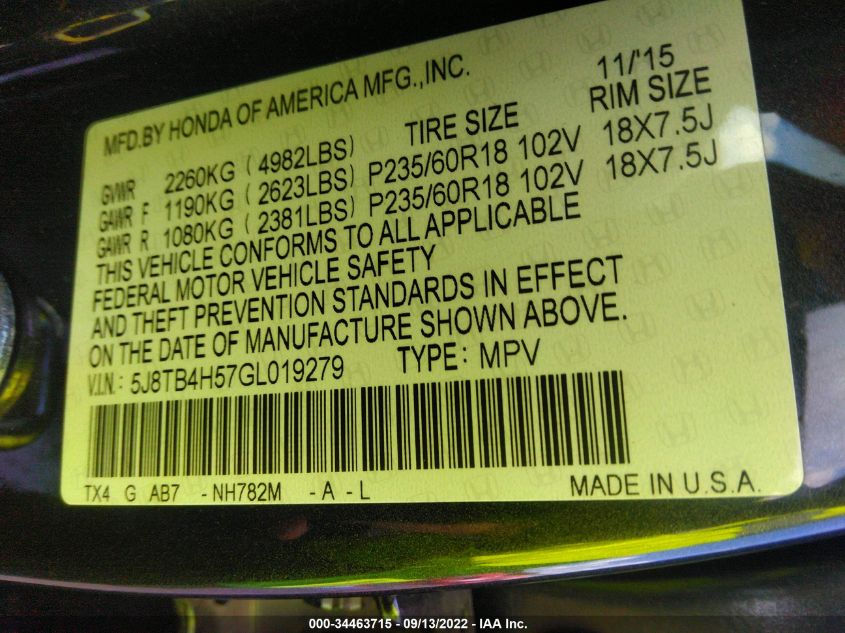 MFD.BY HONDA OF AMERICA MFG.,INC. 11/'15
TIRE SIZE RIM SIZE
GVWR 2260KG (4982LBS)
GAWR F 1190KG (2623LBS) P235/60R18 102V 18X7.5J
GAWR R 1080KG (2381LBS) P235/60R18 102V 18X7.5J
THIS VEHICLE CONFORMS TO ALL APPLICABLE
FEDERAL MOTOR VEHICLE SAFETY
AND THEFT PREVENTION STANDARDS IN EFFECT
ON THE DATE OF MANUFACTURE SHOWN ABOVE.
V.I.N.: 5J8TB4H57GL019279 TYPE: MPV
TX4 G AB7 -NH782M -A -L MADE IN U.S.A.
000-34463715 - 09/13/2022 - IAA Inc.